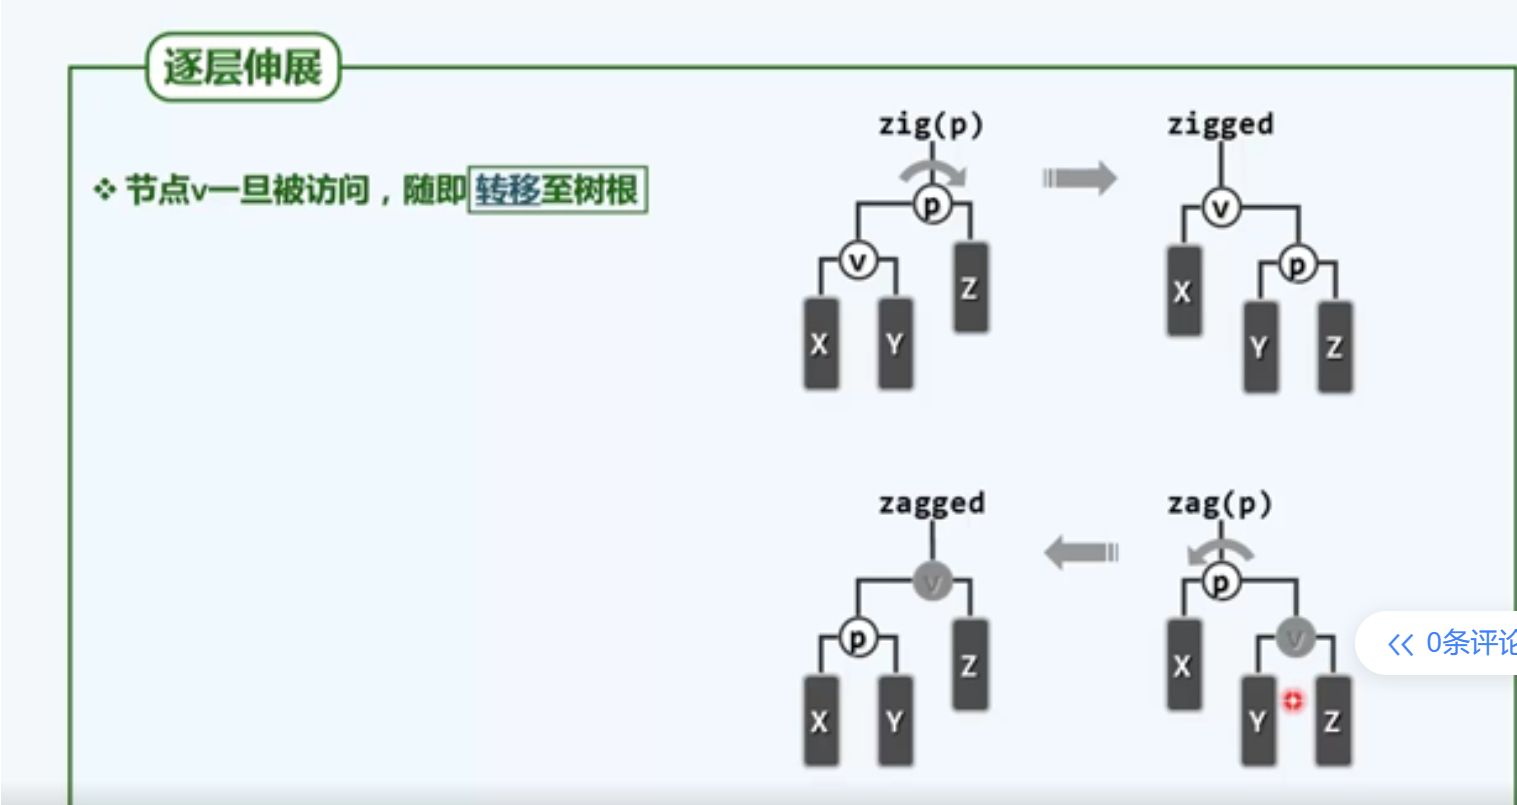 逐层伸展
❖ 节点v一旦被访问，随即转移至树根
zig(p)
p
v
Z
X
Y
zigged
v
X
p
Y
Z
zagged
v
p
Z
X
Y
zag(p)
p
X
v
Y
Z
<< 0条评论